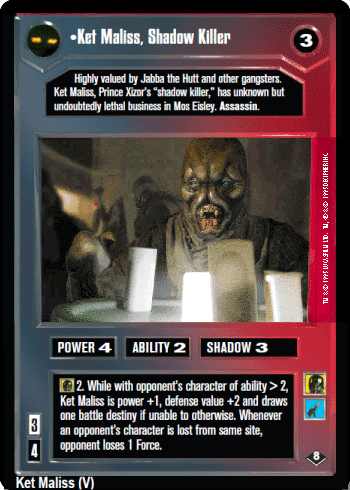 •Ket Maliss, Shadow Killer
3
Highly valued by Jabba the Hutt and other gangsters.
Ket Maliss, Prince Xizor's "shadow killer," has unknown but
undoubtedly lethal business in Mos Eisley. Assassin.
POWER 4
ABILITY 2
SHADOW 3
2. While with opponent's character of ability > 2,
Ket Maliss is power +1, defense value +2 and draws
one battle destiny if unable to otherwise. Whenever
an opponent's character is lost from same site,
opponent loses 1 Force.
3
4
8
Ket Maliss (V)